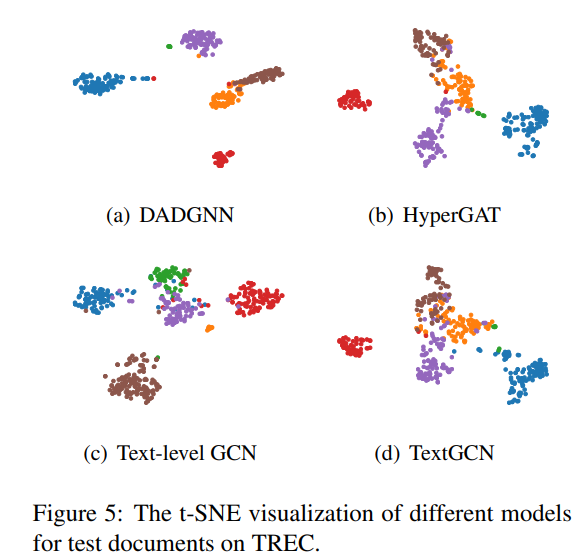 (a) DADGNN
(b) HyperGAT
(c) Text-level GCN
(d) TextGCN
Figure 5: The t-SNE visualization of different models
for test documents on TREC.